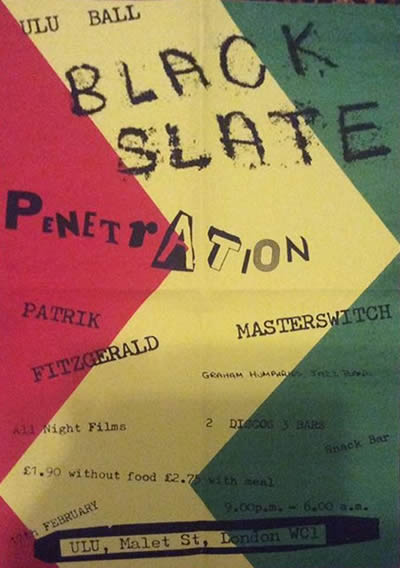 ULU BALL
BLACK
SLATE
PENETrATION
PATRIK
FITZGERALD
MASTERSWITCH
GRAHAM HUMPHRIES JAZZ BAND
All Night Films
2 DISCOS 3 BARS
Snack Bar
£1.90 without food £2.75 with meal
17th FEBRUARY
9.00p.m. - 6.00 a.m.
ULU, Malet St, London WC1